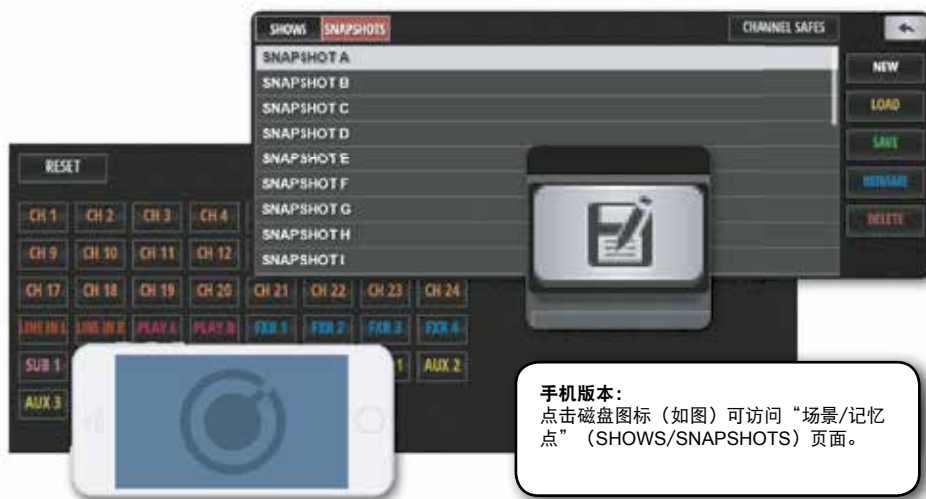 SHOWS SNAPSHOTS CHANNEL SAFES
SNAPSHOT A
SNAPSHOT B
SNAPSHOT C
SNAPSHOT D
SNAPSHOT E
SNAPSHOT F
SNAPSHOT G
SNAPSHOT H
SNAPSHOT I
NEW
LOAD
SAVE
RENAME
DELETE
RESET
CH 1 CH 2 CH 3 CH 4
CH 9 CH 10 CH 11 CH 12
CH 17 CH 18 CH 19 CH 20 CH 21 CH 22 CH 23 CH 24
LINE IN L LINE IN R PLAY L PLAY R FXR 1 FXR 2 FXR 3 FXR 4
SUB 1 1 AUX 2
AUX 3
手机版本：
点击磁盘图标（如图）可访问“场景/记忆
点”（SHOWS/SNAPSHOTS）页面。